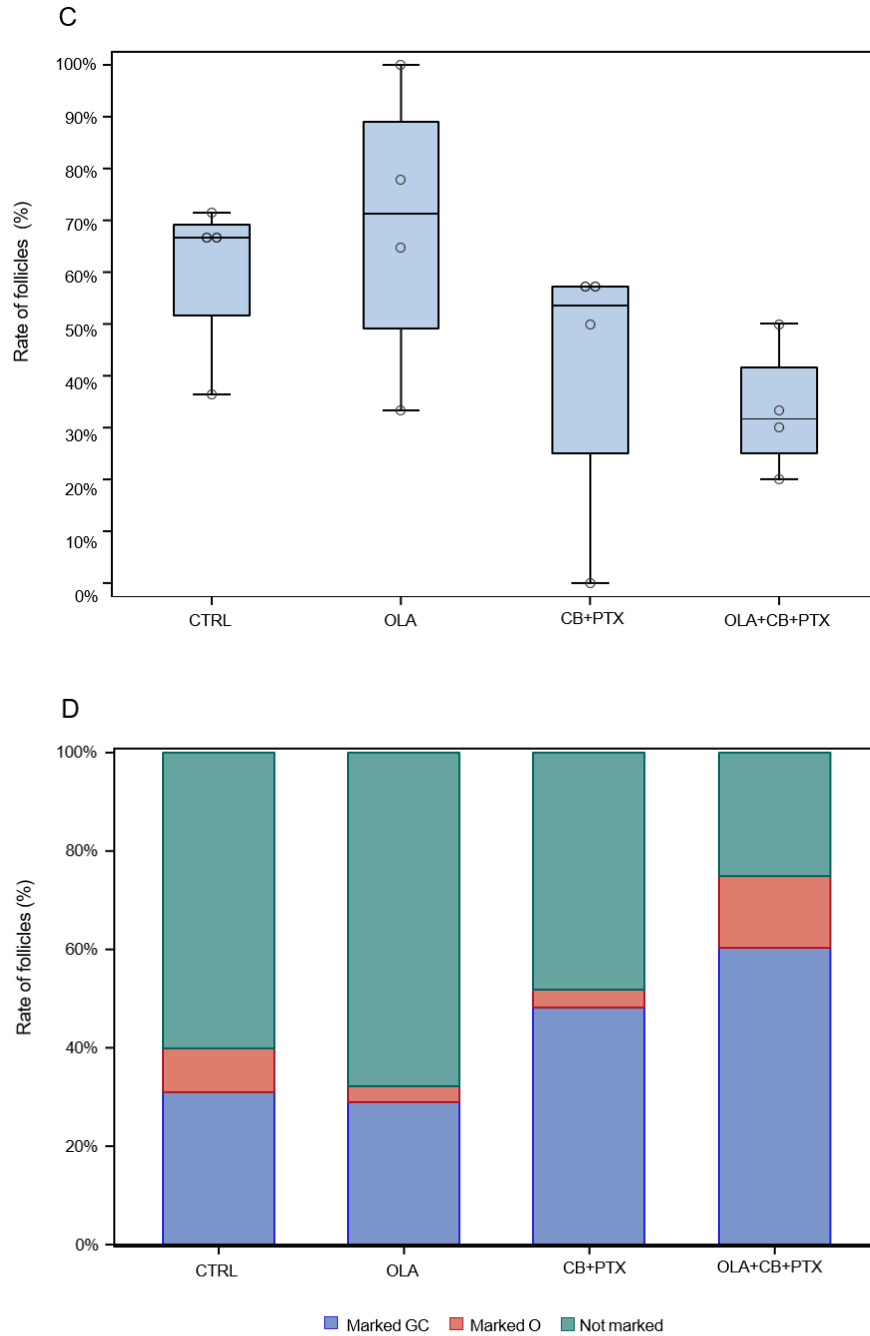 C
100%
90%
80%
70%
60%
50%
40%
30%
20%
10%
0%
Rate of follicles (%)
CTRL OLA CB+PTX OLA+CB+PTX
D
100%
80%
60%
40%
20%
0%
Rate of follicles (%)
CTRL OLA CB+PTX OLA+CB+PTX
Marked GC Marked O Not marked